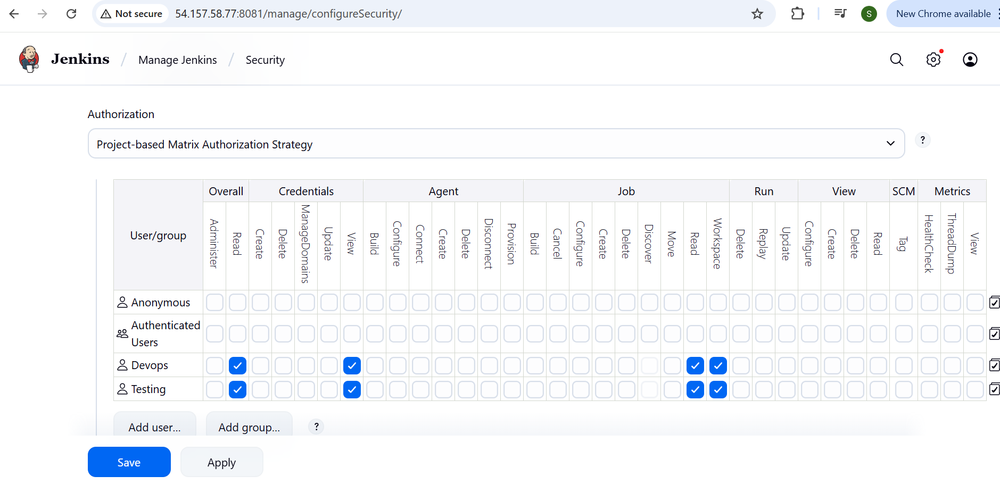 Not secure 54.157.58.77:8081/manage/configureSecurity/ S New Chrome available
Jenkins / Manage Jenkins / Security
Authorization
Project-based Matrix Authorization Strategy ?
User/group Overall Credentials Agent Job Run View SCM Metrics
Administer Read Create Delete ManageDomains Update View Build Configure Connect Create Delete Disconnect Provision Build Cancel Configure Create Delete Discover Move Read Workspace Delete Replay Update Configure Create Delete Read Tag HealthCheck ThreadDump View
Anonymous
Authenticated
Users
Devops
Testing
Add user... Add group... ?
Save Apply